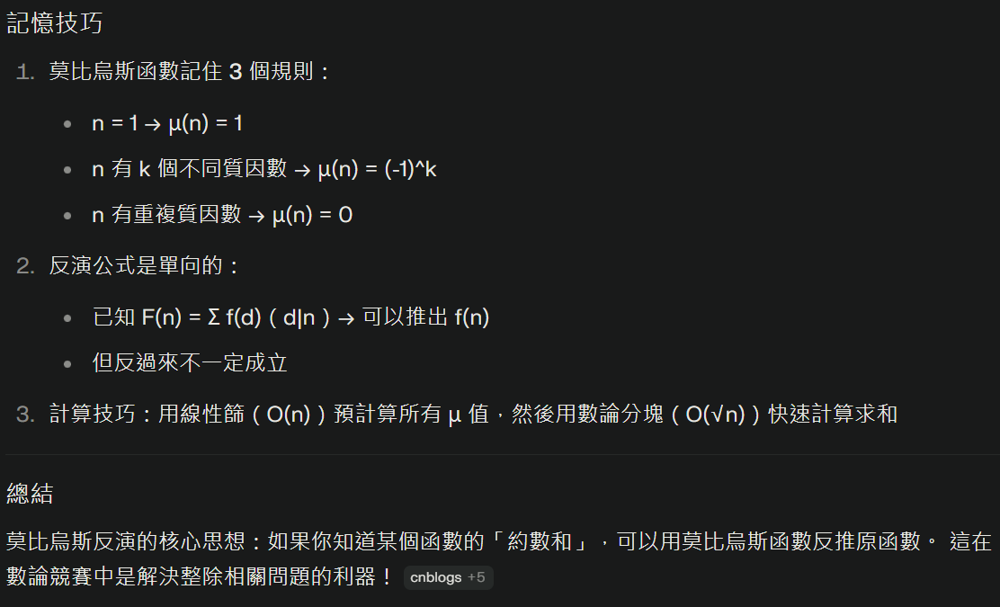 記憶技巧
1. 莫比烏斯函數記住 3 個規則：
• n = 1 → μ(n) = 1
• n 有 k 個不同質因數 → μ(n) = (-1)^k
• n 有重複質因數 → μ(n) = 0
2. 反演公式是單向的：
• 已知 F(n) = Σ f(d)（d|n）→ 可以推出 f(n)
• 但反過來不一定成立
3. 計算技巧：用線性篩（O(n)）預計算所有 μ 值，然後用數論分塊（O(√n)）快速計算求和
總結
莫比烏斯反演的核心思想：如果你知道某個函數的「約數和」，可以用莫比烏斯函數反推原函數。 這在
數論競賽中是解決整除相關問題的利器！ cnblogs +5